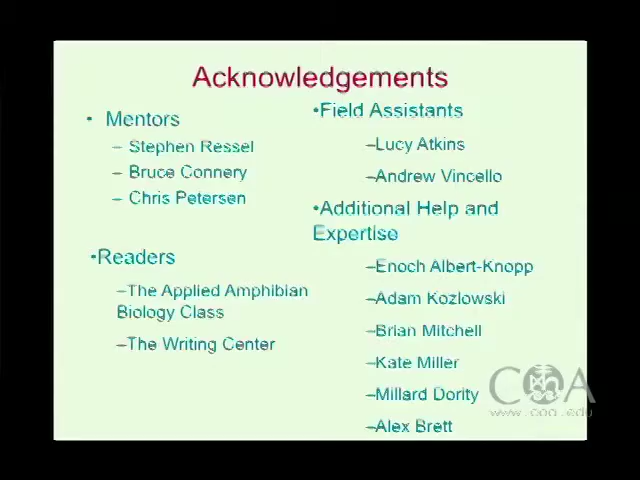 Acknowledgements
• Mentors
– Stephen Ressel
– Bruce Connery
– Chris Petersen
•Readers
–The Applied Amphibian
Biology Class
–The Writing Center
•Field Assistants
–Lucy Atkins
–Andrew Vincello
•Additional Help and
Expertise
–Enoch Albert-Knopp
–Adam Kozlowski
–Brian Mitchell
–Kate Miller
–Millard Dority
–Alex Brett
COA
www.coa.edu